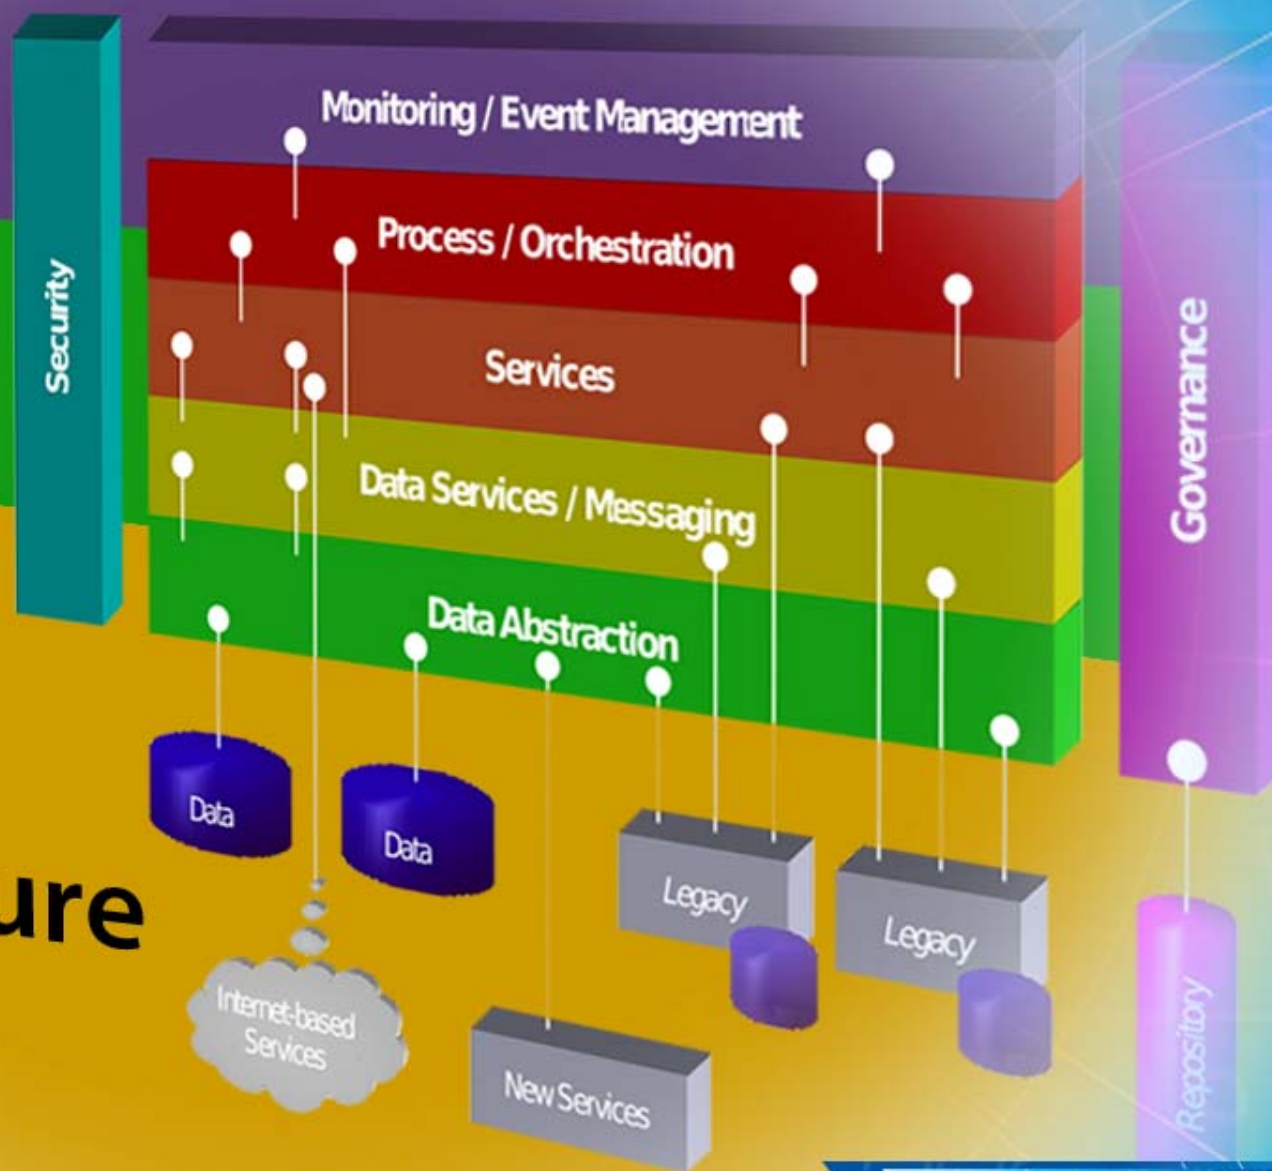 Monitoring / Event Management
Process / Orchestration
Services
Data Services / Messaging
Data Abstraction
Security
Governance
Data
Data
Legacy
Legacy
ure
Internet-based
Services
New Services
Repository